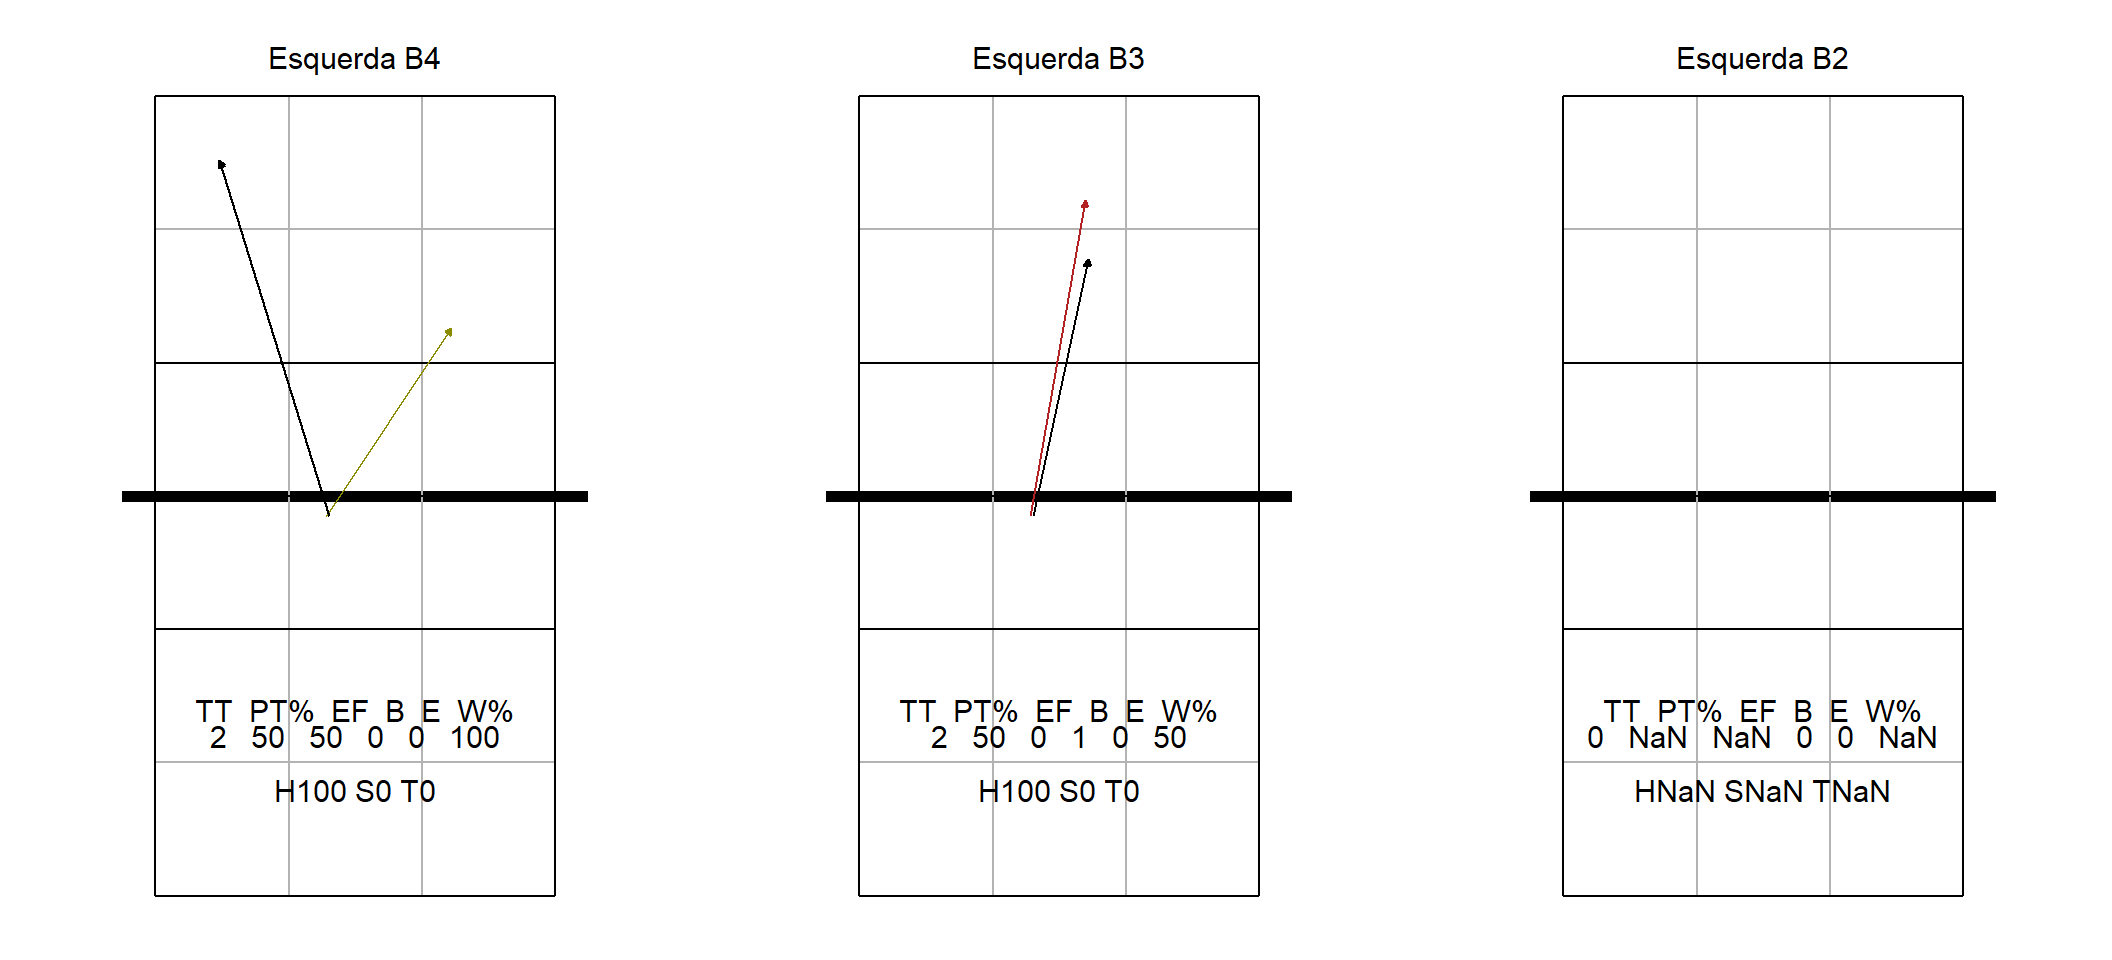 Esquerda B4
TT PT% EF B E W%
2 50 50 0 0 100
H100 S0 T0
Esquerda B3
TT PT% EF B E W%
2 50 0 1 0 50
H100 S0 T0
Esquerda B2
TT PT% EF B E W%
0 NaN NaN 0 0 NaN
HNaN SNaN TNaN